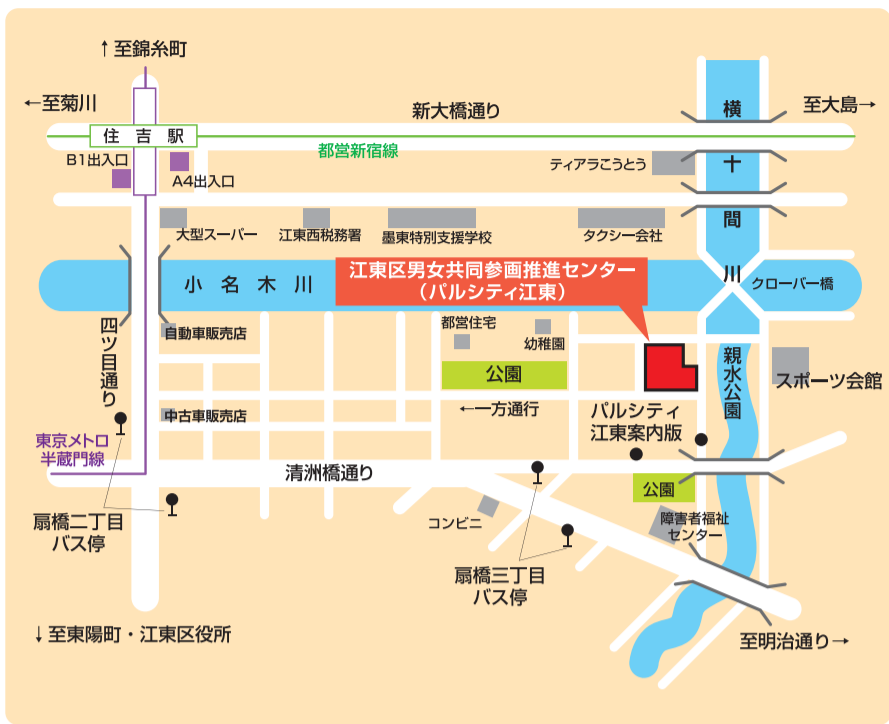 ↑至錦糸町
←至菊川
新大橋通り
至大島→
住吉駅
都営新宿線
B1出入口
A4出入口
ティアラこうとう
横十間川
大型スーパー
江東西税務署
墨東特別支援学校
タクシー会社
小名木川
江東区男女共同参画推進センター
（パルシティ江東）
クローバー橋
四ツ目通り
自動車販売店
都営住宅
幼稚園
公園
親水公園
スポーツ会館
←一方通行
中古車販売店
パルシティ
江東案内版
東京メトロ
半蔵門線
清洲橋通り
公園
扇橋二丁目
バス停
コンビニ
障害者福祉
センター
扇橋三丁目
バス停
↓至東陽町・江東区役所
至明治通り→